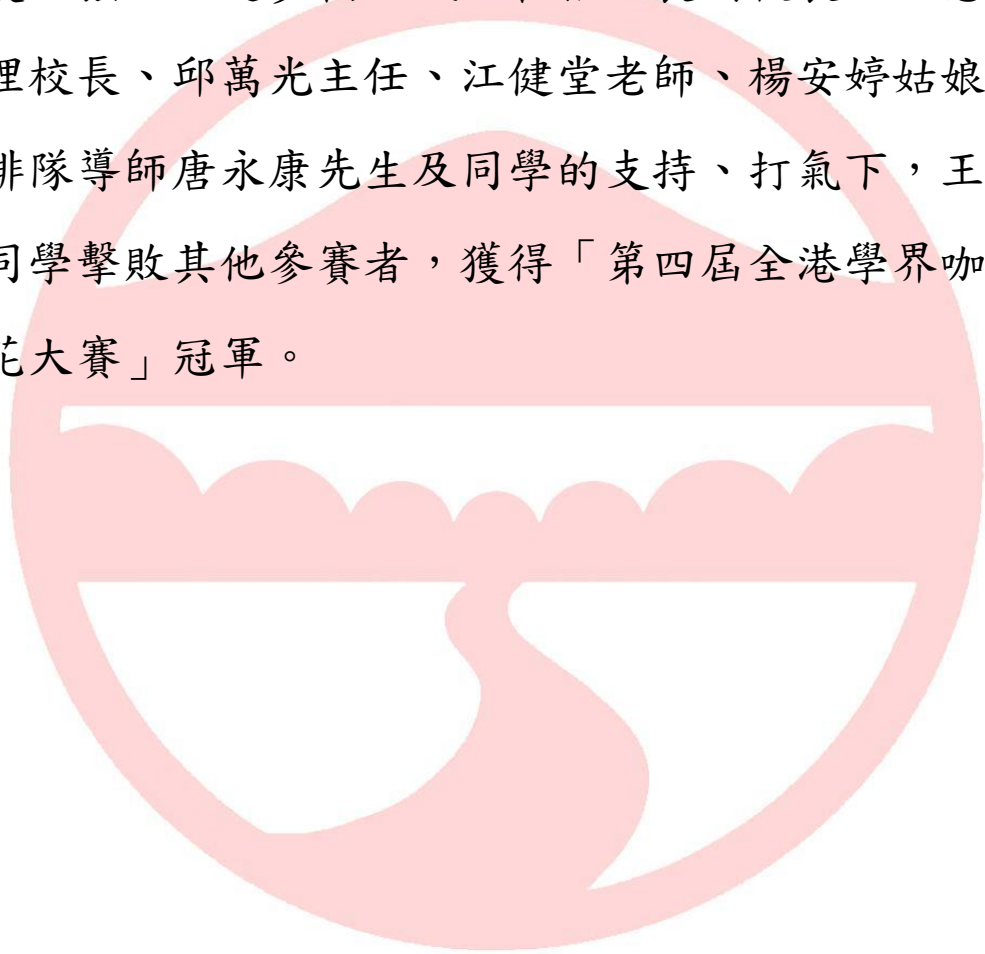 理校長、邱萬光主任、江健堂老師、楊安婷姑娘
排隊導師唐永康先生及同學的支持、打氣下，王
同學擊敗其他參賽者，獲得「第四屆全港學界咖
花大賽」冠軍。